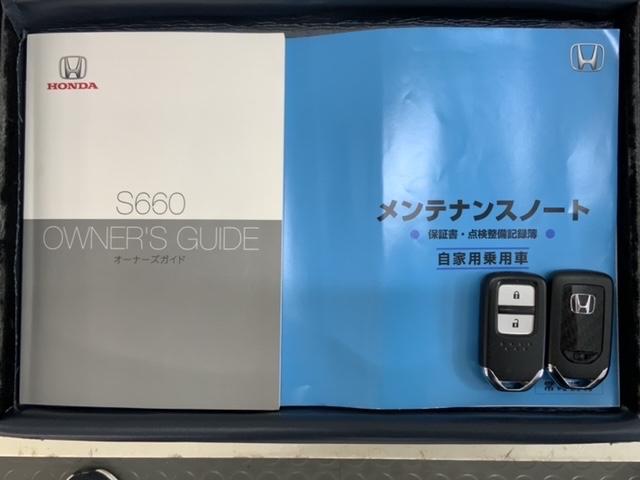 HONDA
S660
OWNER'S GUIDE
オーナーズガイド
メンテナンスノート
保証書・点検整備記録簿
自家用乗用車